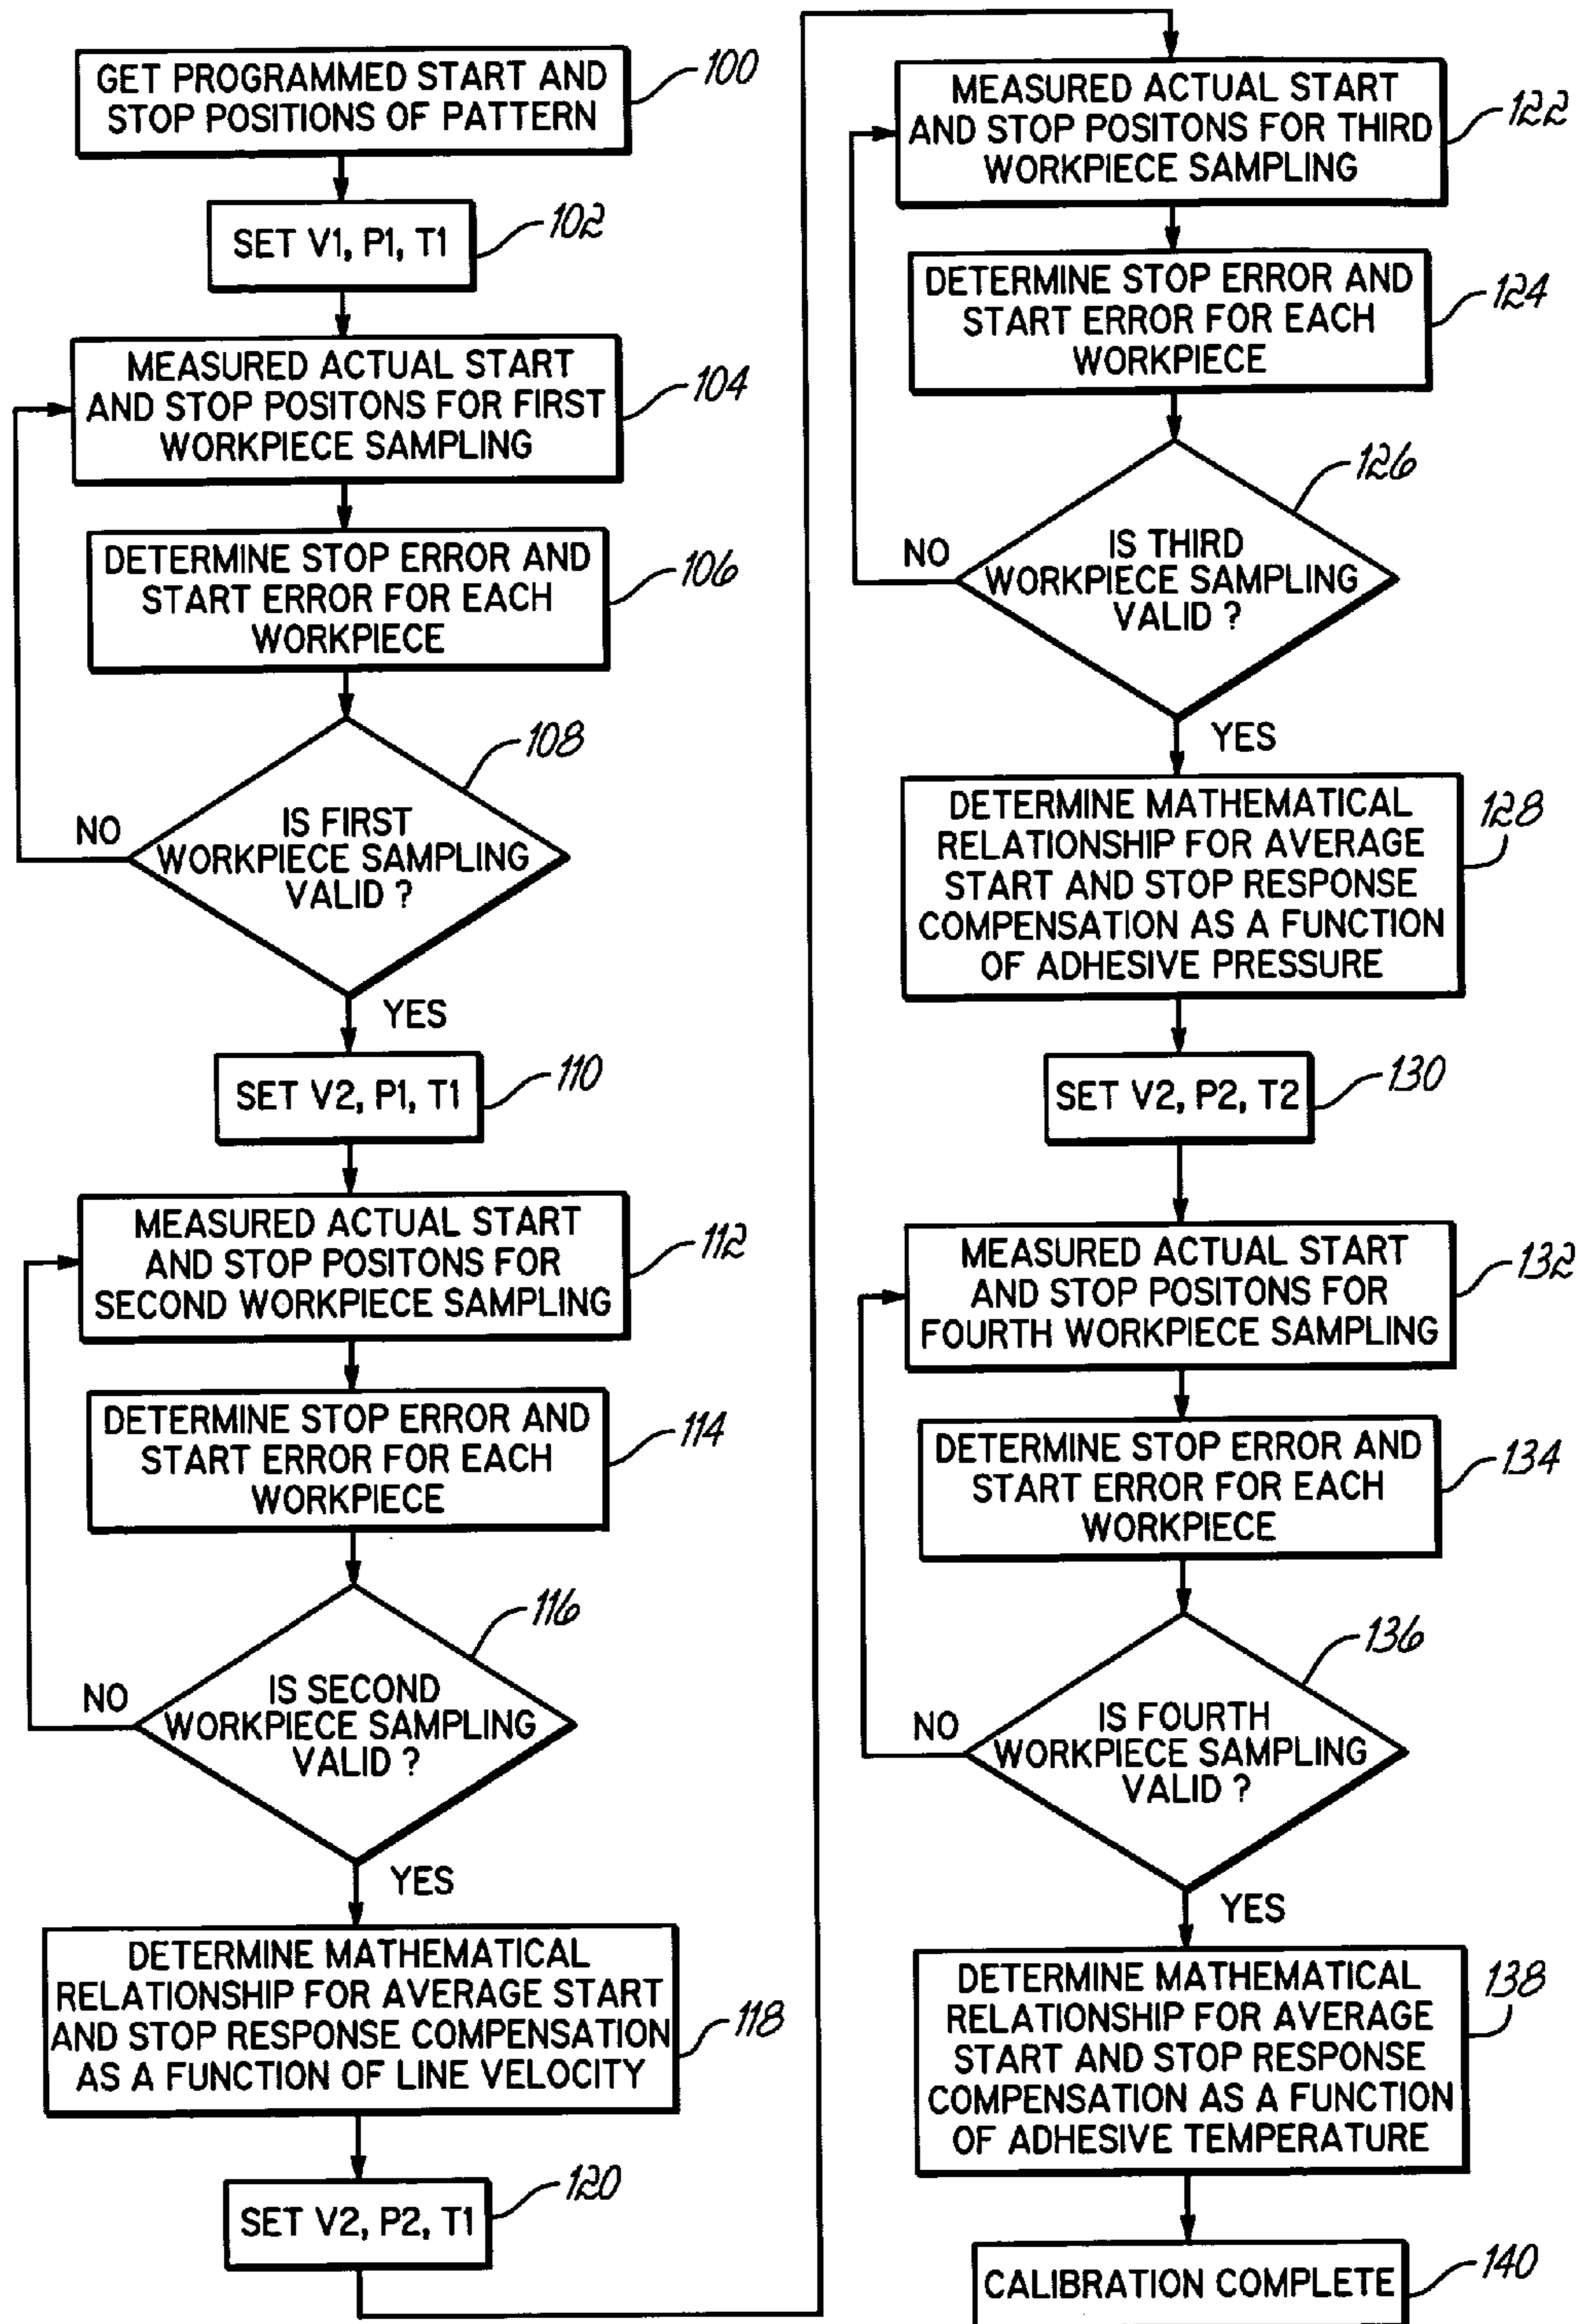 GET PROGRAMMED START AND
STOP POSITIONS OF PATTERN
100
SET V1, P1, T1
102
MEASURED ACTUAL START
AND STOP POSITONS FOR FIRST
WORKPIECE SAMPLING
104
DETERMINE STOP ERROR AND
START ERROR FOR EACH
WORKPIECE
106
IS FIRST
WORKPIECE SAMPLING
VALID ?
108
NO
YES
SET V2, P1, T1
110
MEASURED ACTUAL START
AND STOP POSITONS FOR
SECOND WORKPIECE SAMPLING
112
DETERMINE STOP ERROR AND
START ERROR FOR EACH
WORKPIECE
114
IS SECOND
WORKPIECE SAMPLING
VALID ?
116
NO
YES
DETERMINE MATHEMATICAL
RELATIONSHIP FOR AVERAGE START
AND STOP RESPONSE COMPENSATION
AS A FUNCTION OF LINE VELOCITY
118
SET V2, P2, T1
120
MEASURED ACTUAL START
AND STOP POSITONS FOR THIRD
WORKPIECE SAMPLING
122
DETERMINE STOP ERROR AND
START ERROR FOR EACH
WORKPIECE
124
IS THIRD
WORKPIECE SAMPLING
VALID ?
126
NO
YES
DETERMINE MATHEMATICAL
RELATIONSHIP FOR AVERAGE
START AND STOP RESPONSE
COMPENSATION AS A FUNCTION
OF ADHESIVE PRESSURE
128
SET V2, P2, T2
130
MEASURED ACTUAL START
AND STOP POSITONS FOR
FOURTH WORKPIECE SAMPLING
132
DETERMINE STOP ERROR AND
START ERROR FOR EACH
WORKPIECE
134
IS FOURTH
WORKPIECE SAMPLING
VALID ?
136
NO
YES
DETERMINE MATHEMATICAL
RELATIONSHIP FOR AVERAGE
START AND STOP RESPONSE
COMPENSATION AS A FUNCTION
OF ADHESIVE TEMPERATURE
138
CALIBRATION COMPLETE
140